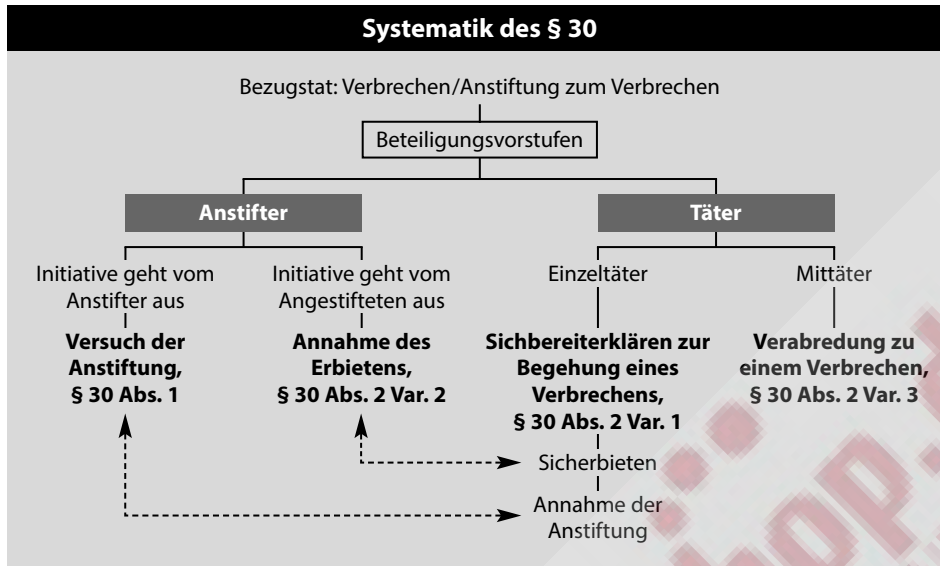 Systematik des § 30
Bezugstat: Verbrechen/Anstiftung zum Verbrechen
Beteiligungsvorstufen
Anstifter
Täter
Initiative geht vom
Anstifter aus
Versuch der
Anstiftung,
§ 30 Abs. 1
Initiative geht vom
Angestifteten aus
Annahme des
Erbietens,
§ 30 Abs. 2 Var. 2
Einzeltäter
Sichbereiterklären zur
Begehung eines
Verbrechens,
§ 30 Abs. 2 Var. 1
Mittäter
Verabredung zu
einem Verbrechen,
§ 30 Abs. 2 Var. 3
Sicherbieten
Annahme der
Anstiftung